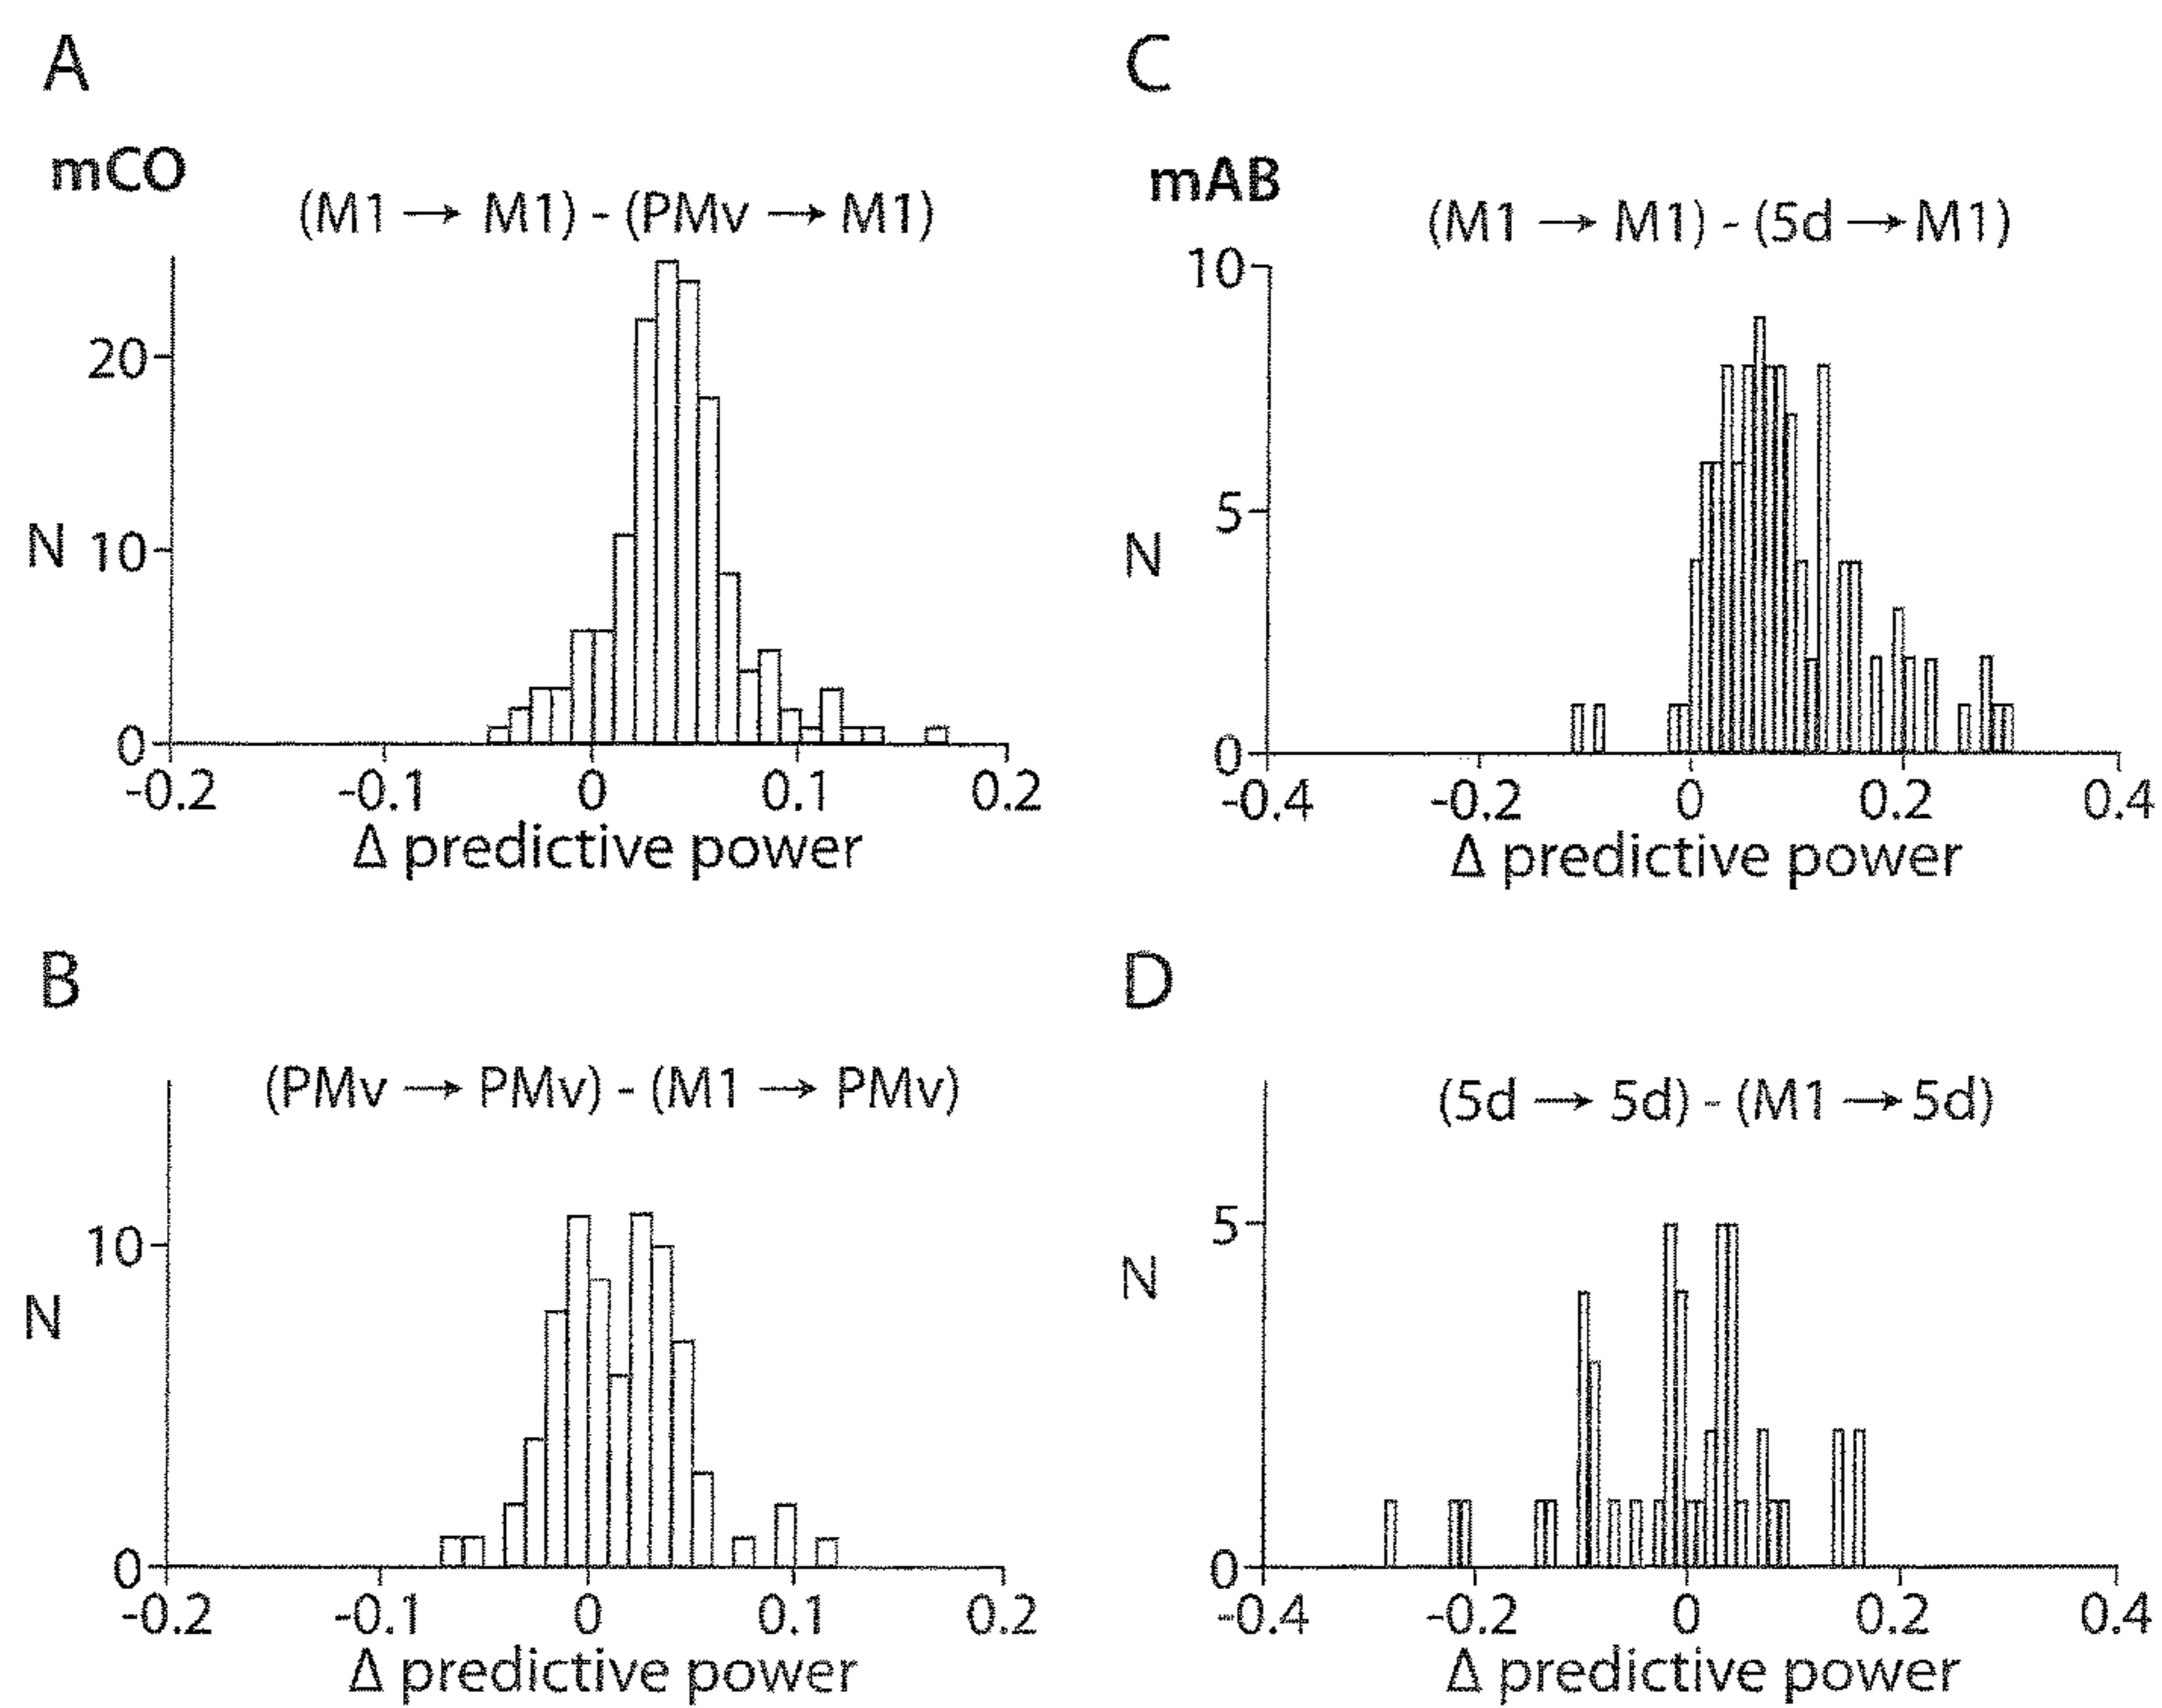 A
mCO
(M1 → M1) - (PMv → M1)
20
N 10
0
-0.2 -0.1 0 0.1 0.2
Δ predictive power
C
mAB
(M1 → M1) - (5d → M1)
10
5
N
0
-0.4 -0.2 0 0.2 0.4
Δ predictive power
B
(PMv → PMv) - (M1 → PMv)
10
N
0
-0.2 -0.1 0 0.1 0.2
Δ predictive power
D
(5d → 5d) - (M1 → 5d)
5
N
0
-0.4 -0.2 0 0.2 0.4
Δ predictive power